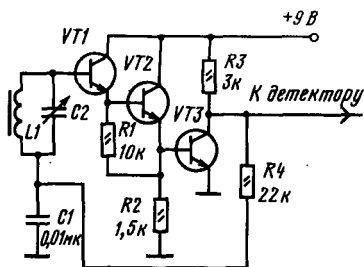 +9 В
VT1
VT2
R3
3к
К детектору
VT3
L1
C2
R1
10к
R4
22к
R2
1,5к
C1
0,01мк